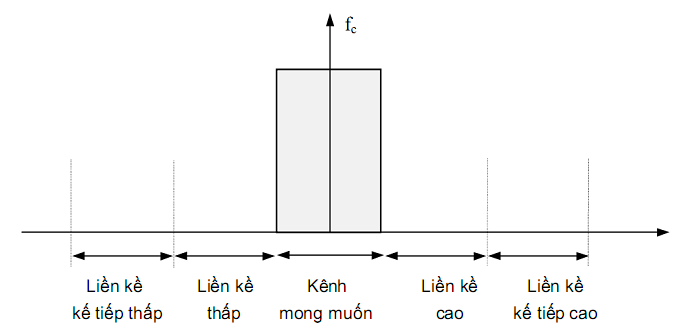 fc
Liền kề
kế tiếp thấp
Liền kề
thấp
Kênh
mong muốn
Liền kề
cao
Liền kề
kế tiếp cao